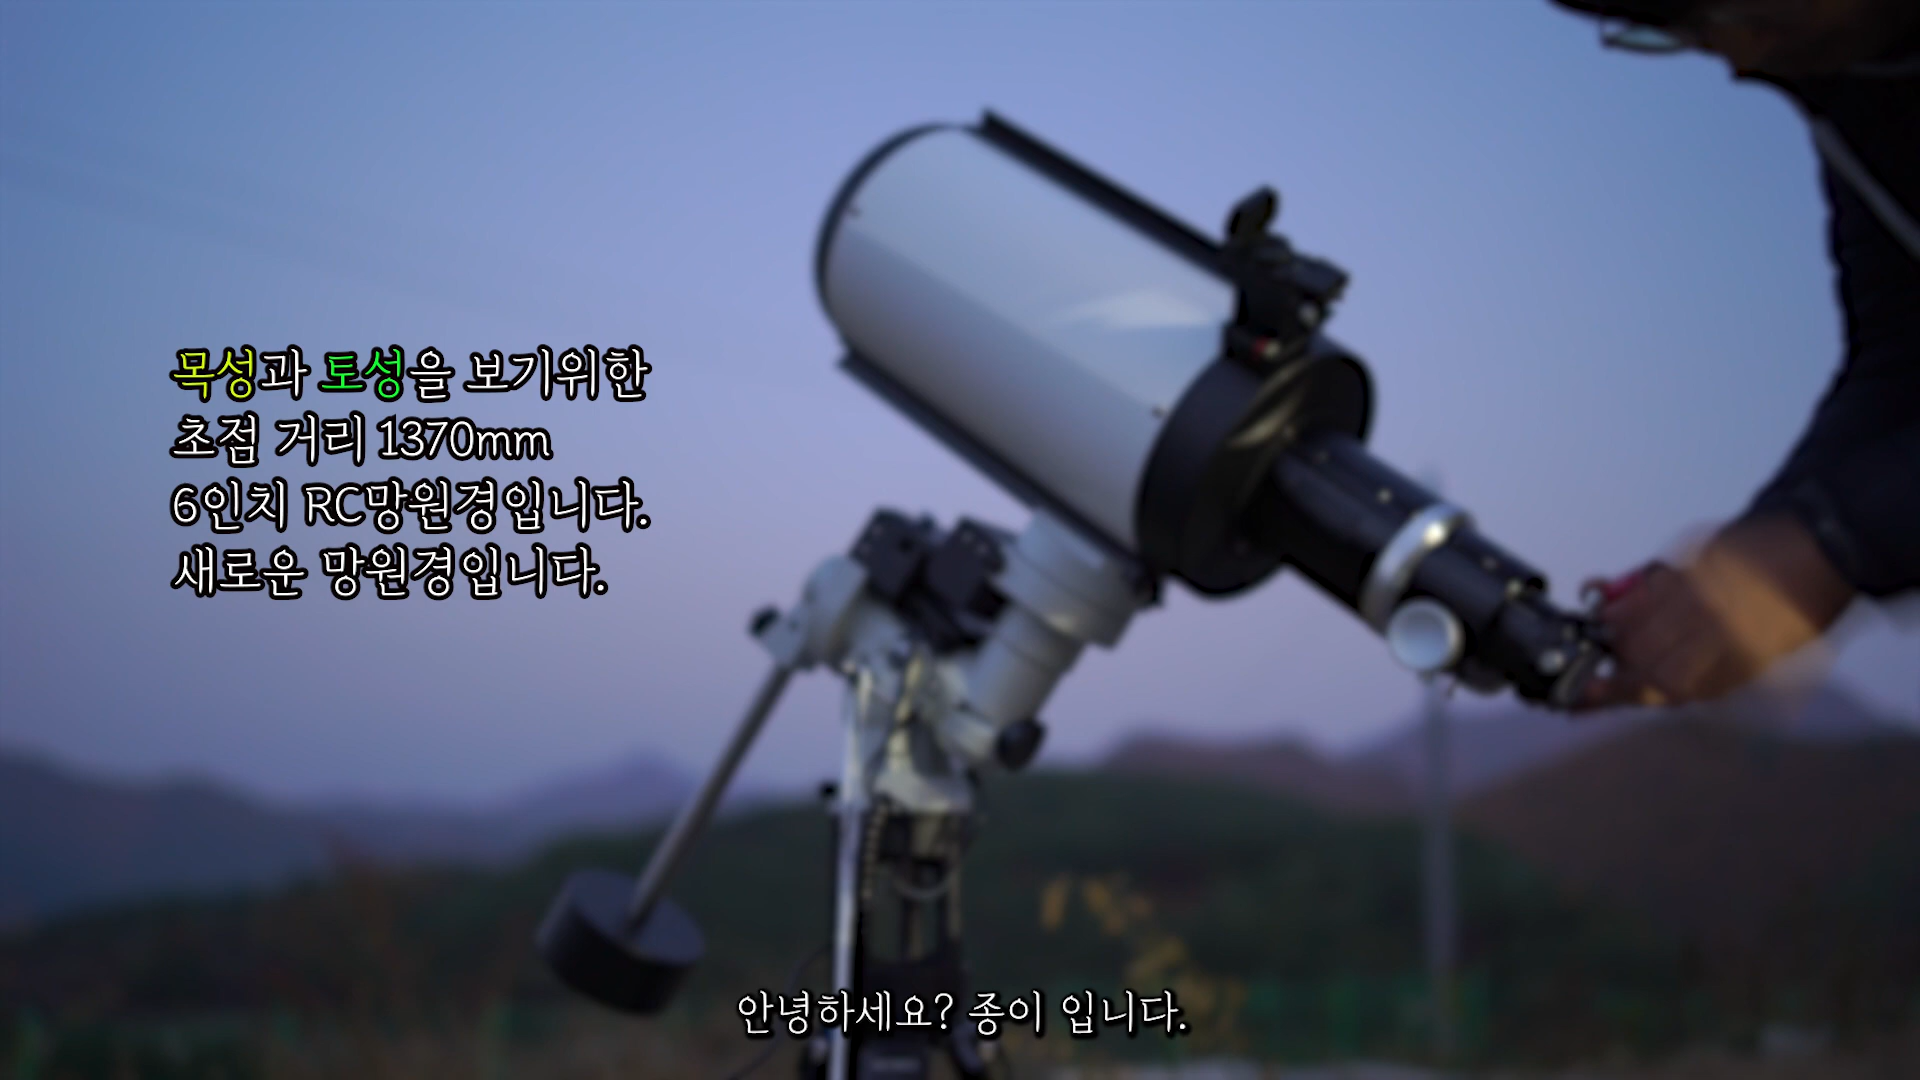 목성과 토성을 보기위한
초점 거리 1370mm
6인치 RC망원경입니다.
새로운 망원경입니다.
안녕하세요? 종이 입니다.